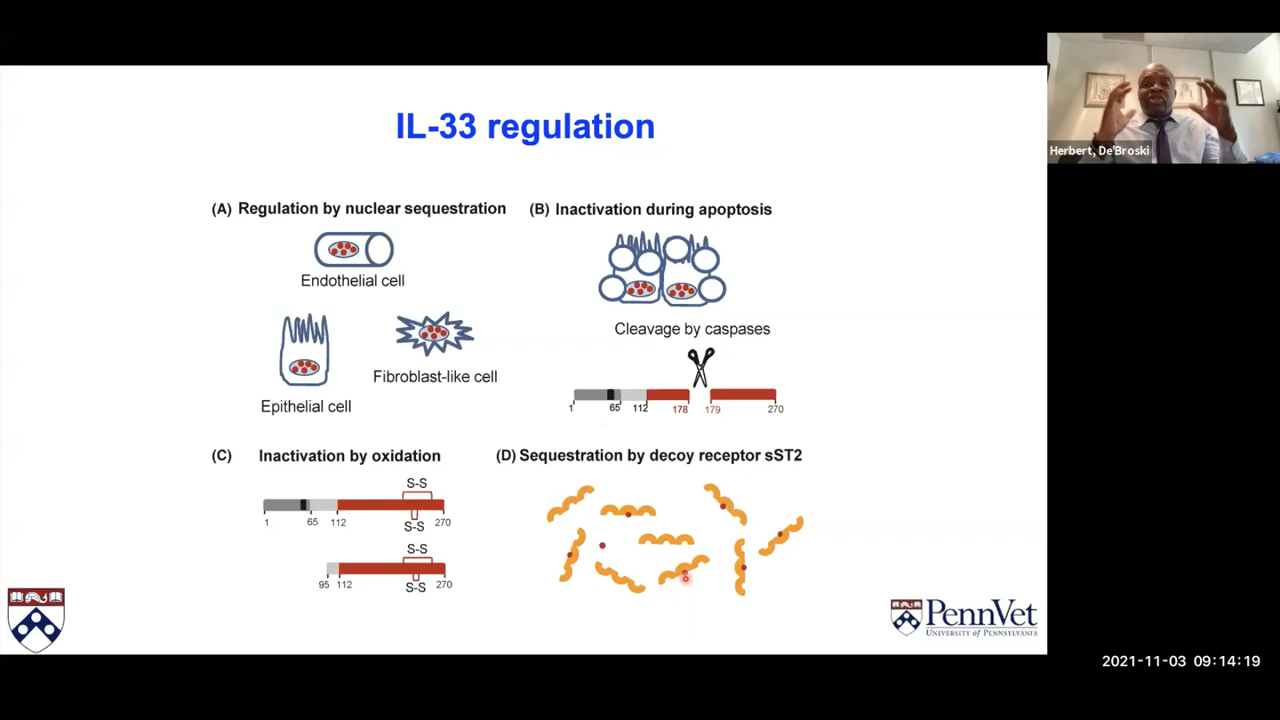 IL-33 regulation
Herbert, De'Broski
(A) Regulation by nuclear sequestration
Endothelial cell
Fibroblast-like cell
Epithelial cell
(B) Inactivation during apoptosis
Cleavage by caspases
1 65 112 178 179 270
(C) Inactivation by oxidation
S-S
1 65 112 S-S 270
S-S
95 112 S-S 270
(D) Sequestration by decoy receptor sST2
PennVet
UNIVERSITY OF PENNSYLVANIA
2021-11-03 09:14:19